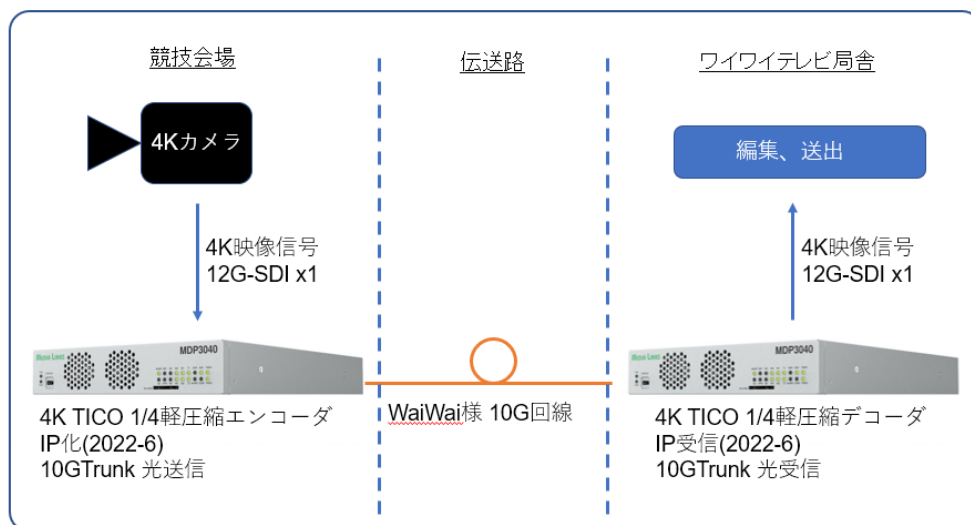 競技会場
伝送路
ワイワイテレビ局舎
4Kカメラ
編集、送出
4K映像信号
12G-SDI x1
4K映像信号
12G-SDI x1
MDP3040
MDP3040
4K TICO 1/4軽圧縮エンコーダ
IP化(2022-6)
10GTrunk 光送信
WaiWai様 10G回線
4K TICO 1/4軽圧縮デコーダ
IP受信(2022-6)
10GTrunk 光受信